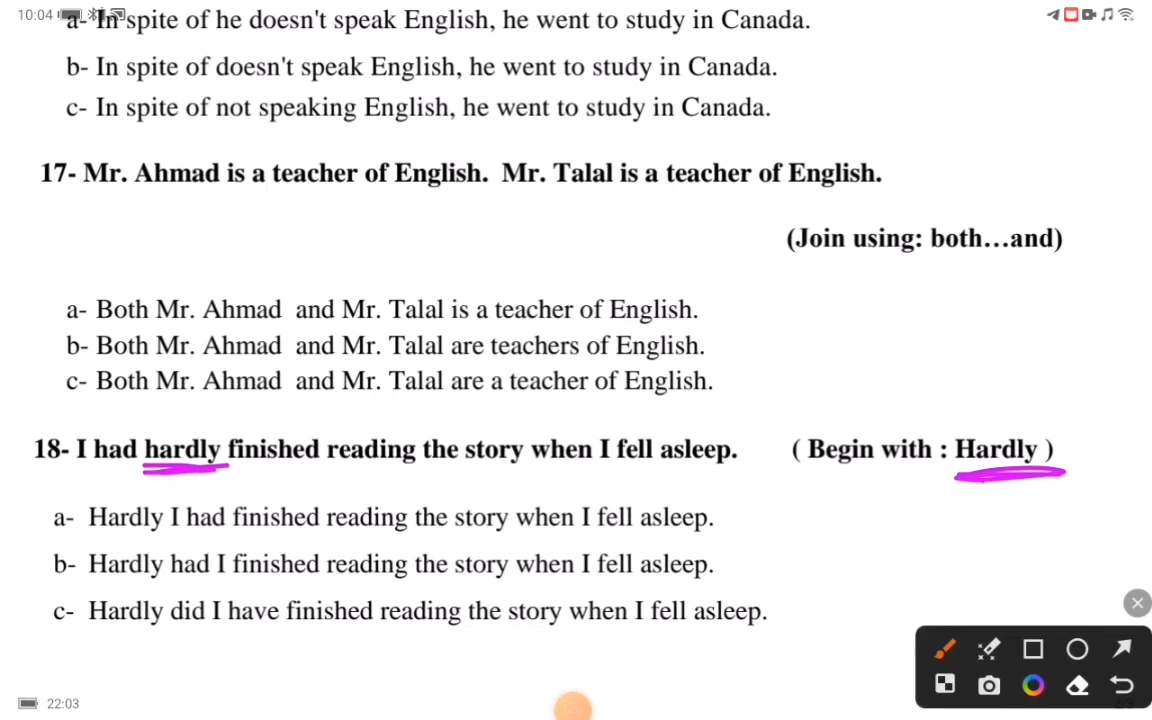 10:04
a- In spite of he doesn't speak English, he went to study in Canada.
b- In spite of doesn't speak English, he went to study in Canada.
c- In spite of not speaking English, he went to study in Canada.
17- Mr. Ahmad is a teacher of English.  Mr. Talal is a teacher of English.
(Join using: both…and)
a- Both Mr. Ahmad  and Mr. Talal is a teacher of English.
b- Both Mr. Ahmad  and Mr. Talal are teachers of English.
c- Both Mr. Ahmad  and Mr. Talal are a teacher of English.
18- I had hardly finished reading the story when I fell asleep. ( Begin with : Hardly )
a- Hardly I had finished reading the story when I fell asleep.
b- Hardly had I finished reading the story when I fell asleep.
c- Hardly did I have finished reading the story when I fell asleep.
22:03